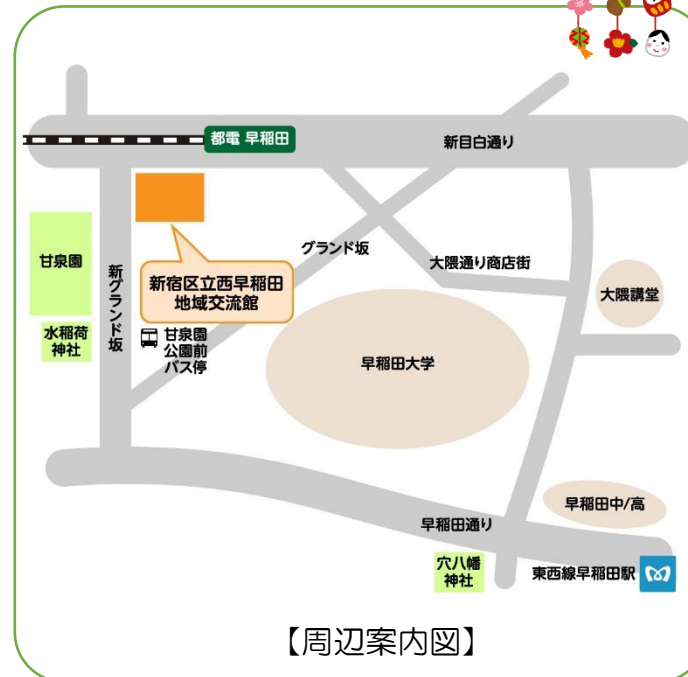 都電 早稲田
新目白通り
甘泉園
新グランド坂
グランド坂
大隈通り商店街
新宿区立西早稲田
地域交流館
大隈講堂
水稲荷
神社
甘泉園
公園前
バス停
早稲田大学
早稲田中/高
早稲田通り
穴八幡
神社
東西線早稲田駅
【周辺案内図】